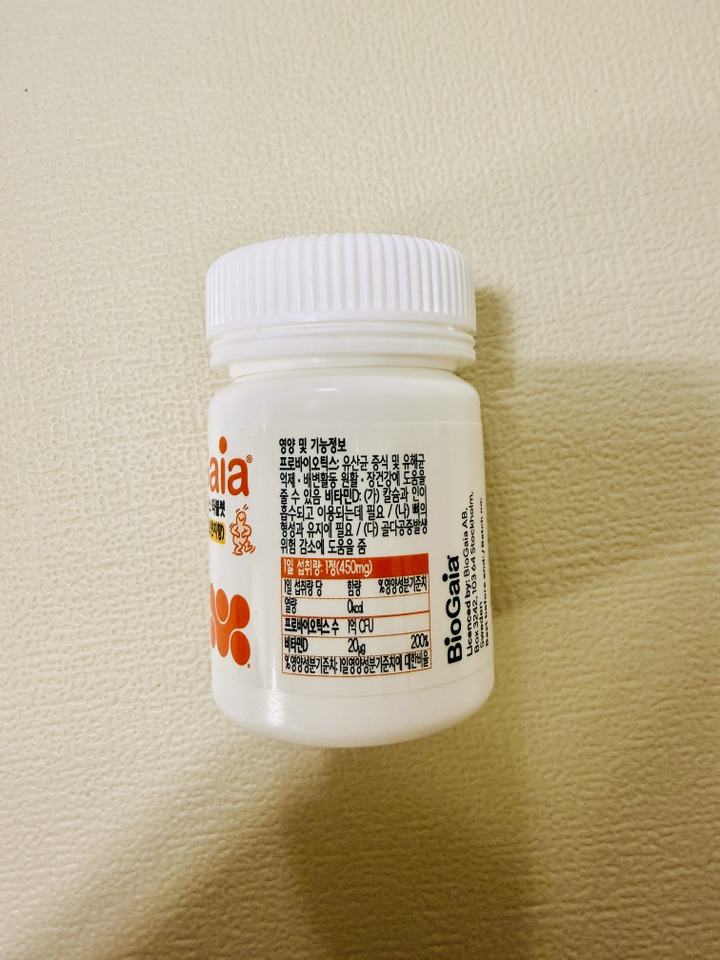 aia®
영양 및 기능정보
프로바이오틱스: 유산균 증식 및 유해균
억제·배변활동 원활·장건강에 도움을
줄 수 있음 비타민D: (가) 칼슘과 인이
흡수되고 이용되는데 필요 / (나) 뼈의
형성과 유지에 필요 / (다) 골다공증발생
위험 감소에 도움을 줌
1일 섭취량: 1정(450mg)
1일 섭취량 당 함량 %영양성분기준치
열량 0kcal
프로바이오틱스 수 1억 CFU
비타민D 20µg 200%
%영양성분기준치: 1일영양성분기준치에 대한비율
BioGaia
Licenced by: BioGaia AB,
Box 3242, 103 64 Stockholm,
Sweden